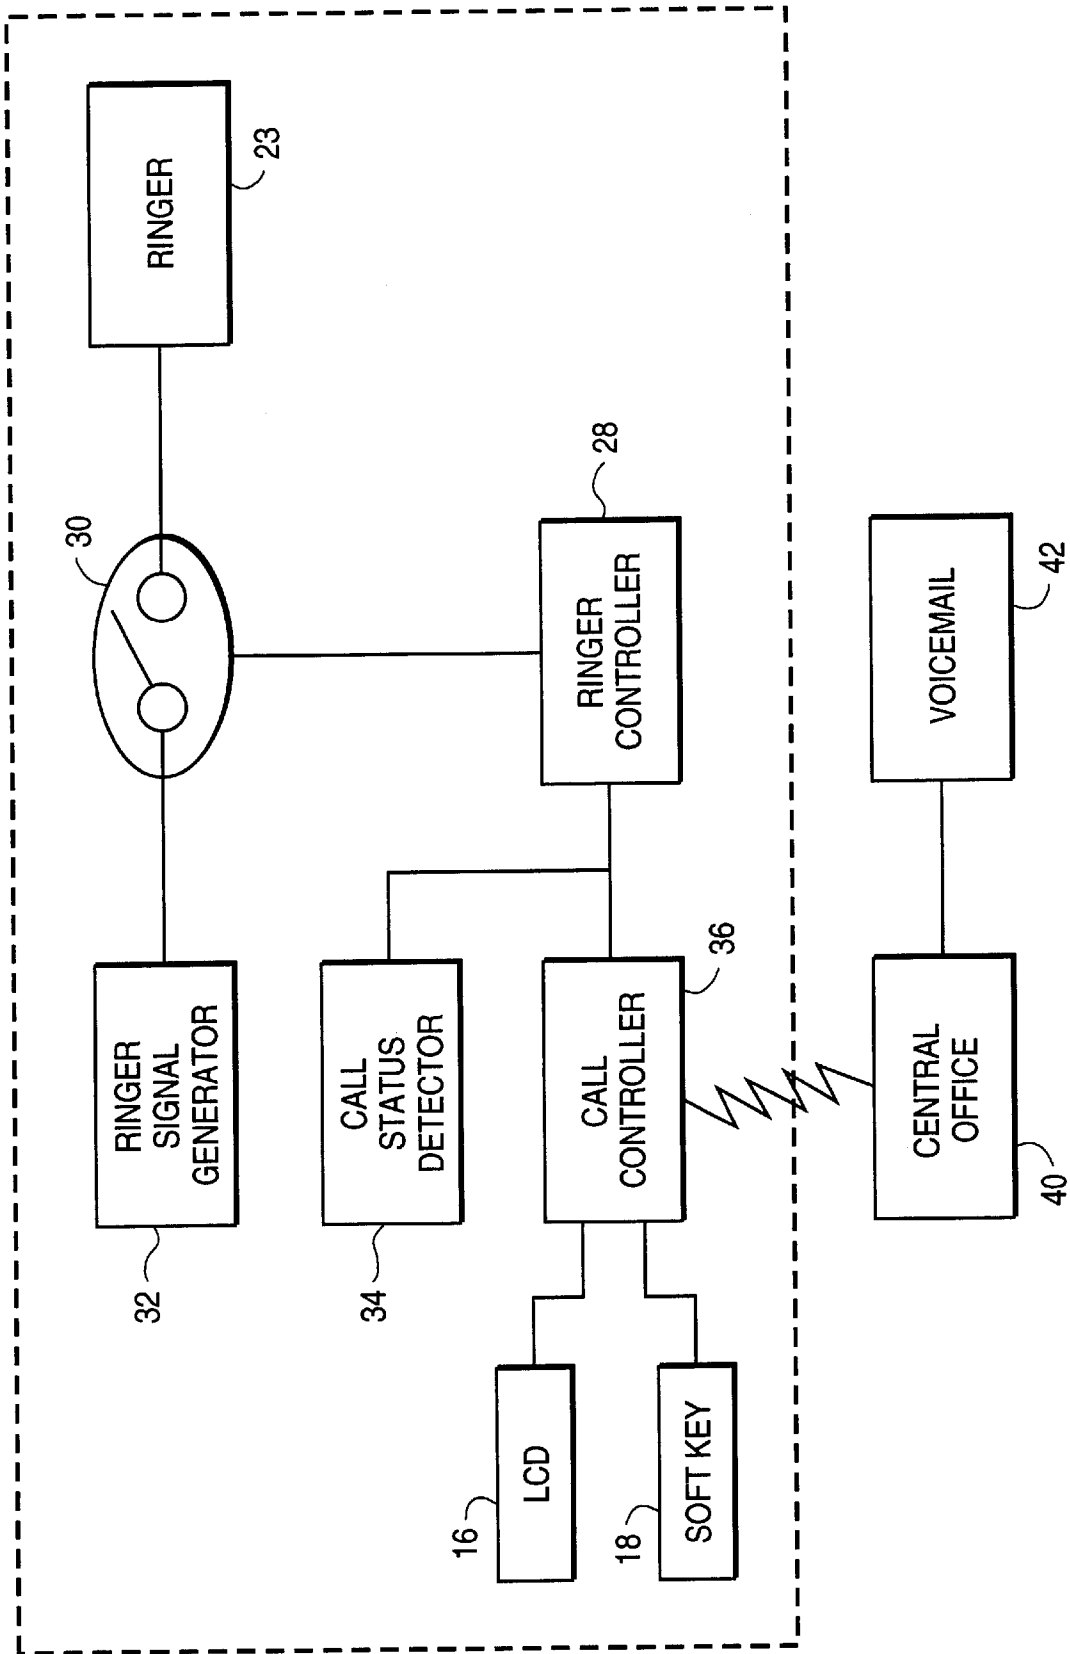 RINGER
SIGNAL
GENERATOR
32
30
RINGER
23
CALL
STATUS
DETECTOR
34
LCD
16
SOFT KEY
18
CALL
CONTROLLER
36
RINGER
CONTROLLER
28
CENTRAL
OFFICE
40
VOICEMAIL
42